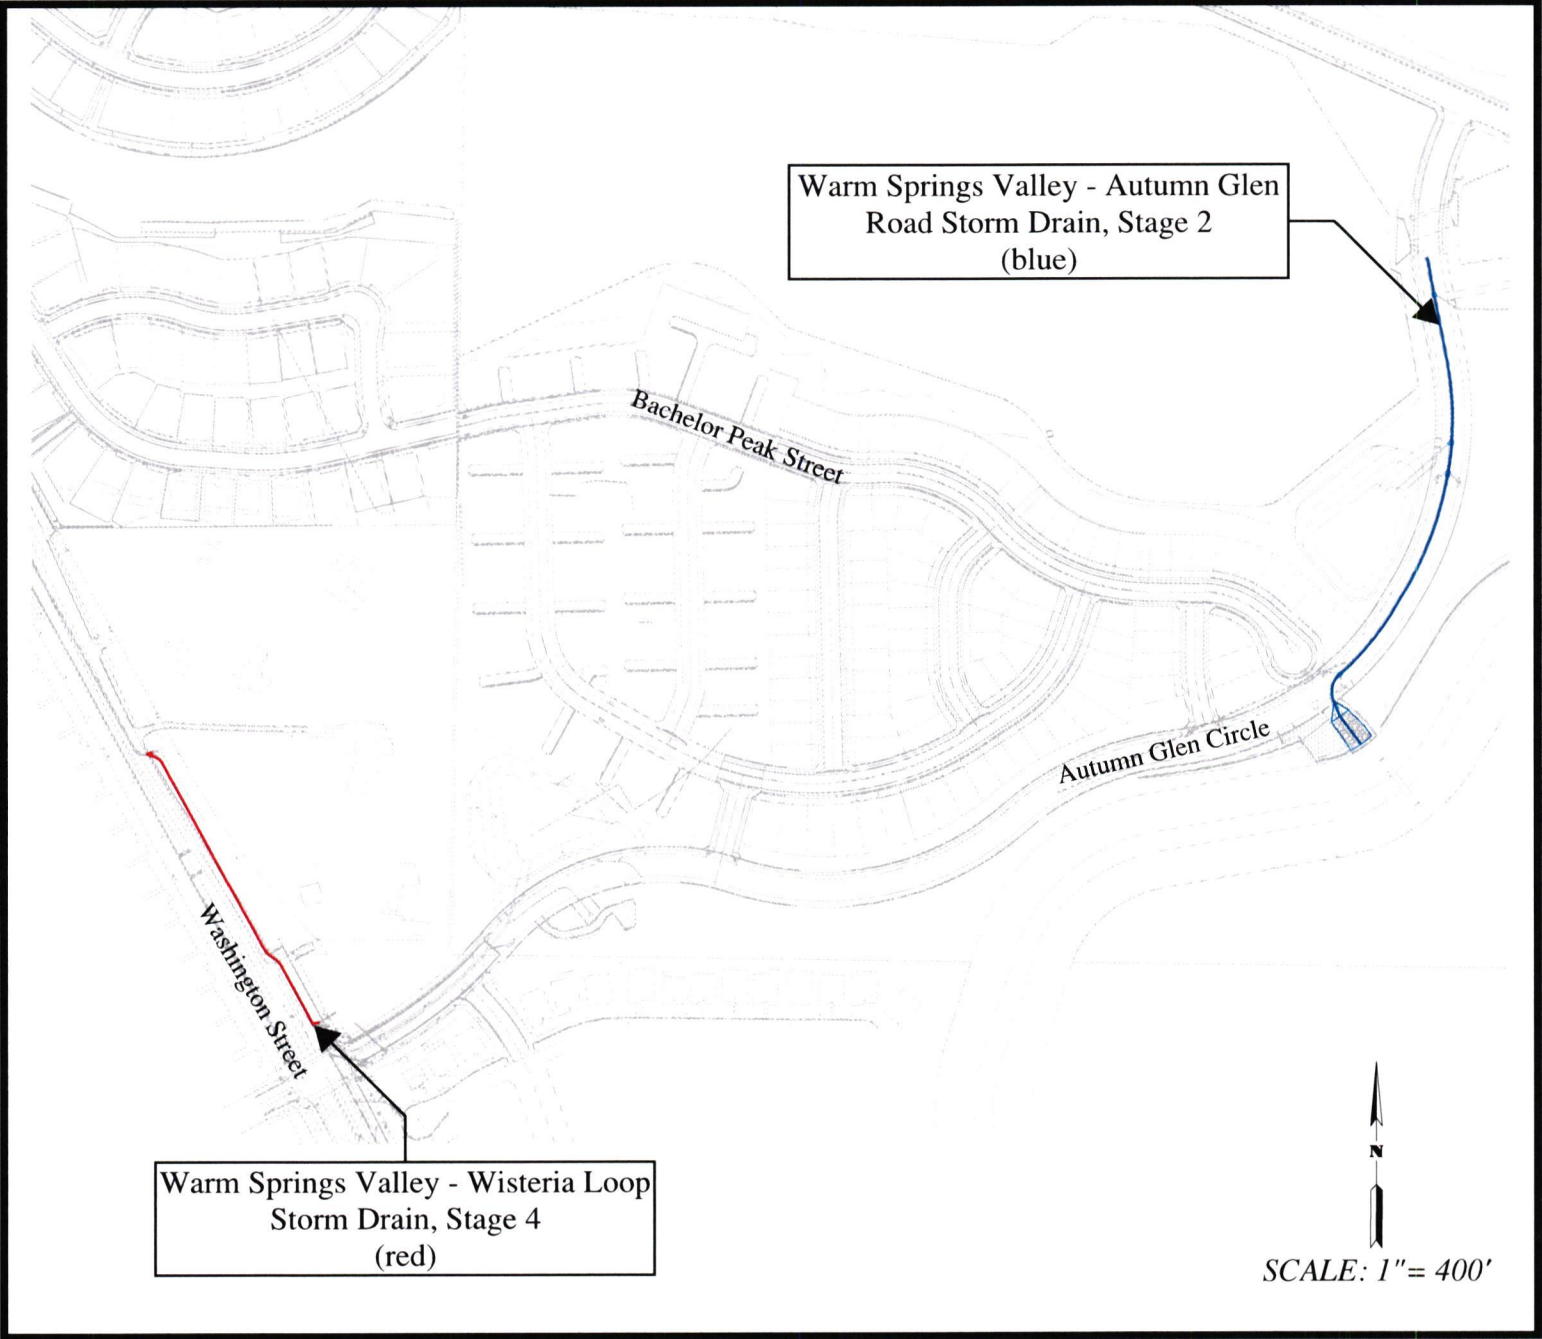 Warm Springs Valley - Autumn Glen
Road Storm Drain, Stage 2
(blue)
Bachelor Peak Street
Autumn Glen Circle
Washington Street
Warm Springs Valley - Wisteria Loop
Storm Drain, Stage 4
(red)
N
SCALE: 1"= 400'